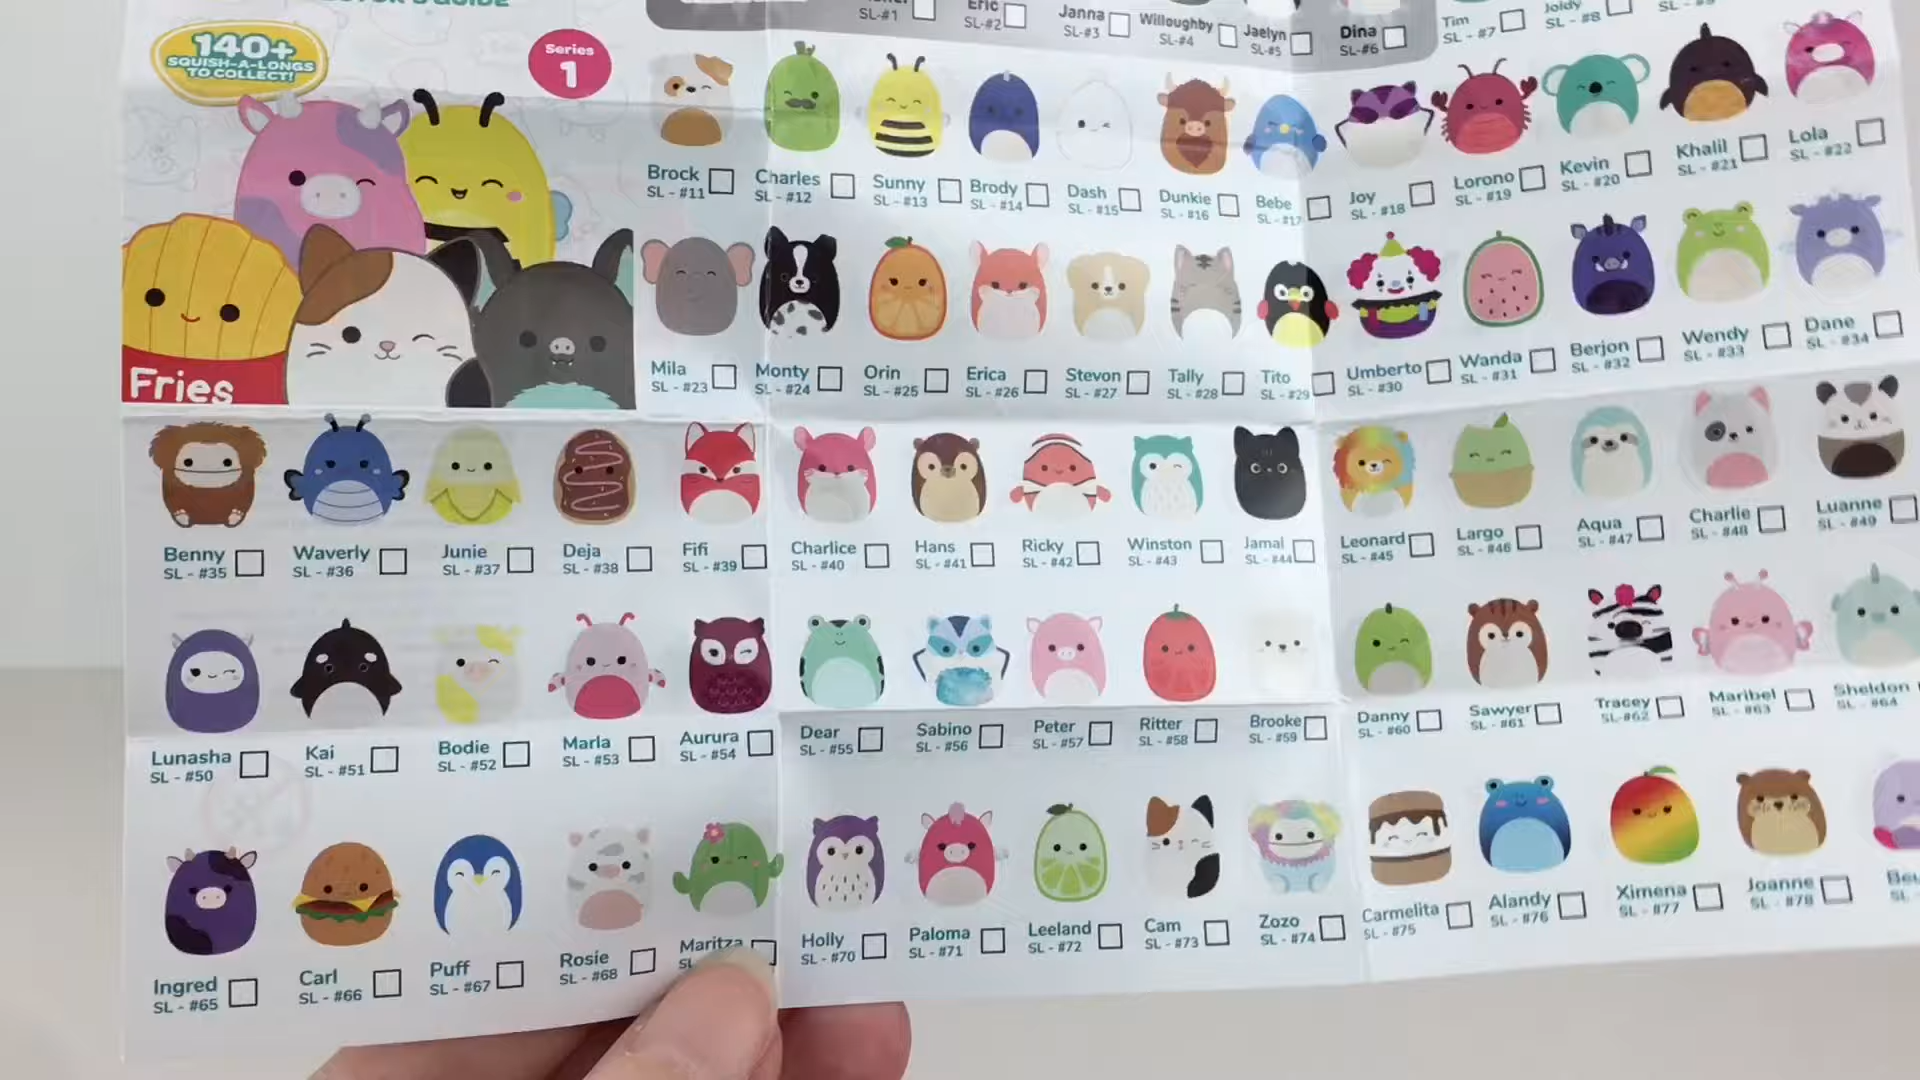 140+
SQUISH-A-LONGS
TO COLLECT!
Series
1
Fries
SL-#1
Eric
SL-#2
Janna
SL-#3
Willoughby
SL-#4
Jaelyn
SL-#5
Dina
SL-#6
Tim
SL - #7
SL - #8
Brock
SL - #11
Charles
SL - #12
Sunny
SL - #13
Brody
SL - #14
Dash
SL - #15
Dunkie
SL - #16
Bebe
SL - #17
Joy
SL - #18
Lorono
SL - #19
Kevin
SL - #20
Khalil
SL - #21
Lola
SL - #22
Mila
SL - #23
Monty
SL - #24
Orin
SL - #25
Erica
SL - #26
Stevon
SL - #27
Tally
SL - #28
Tito
SL - #29
Umberto
SL - #30
Wanda
SL - #31
Berjon
SL - #32
Wendy
SL - #33
Dane
SL - #34
Benny
SL - #35
Waverly
SL - #36
Junie
SL - #37
Deja
SL - #38
Fifi
SL - #39
Charlice
SL - #40
Hans
SL - #41
Ricky
SL - #42
Winston
SL - #43
Jamal
SL - #44
Leonard
SL - #45
Largo
SL - #46
Aqua
SL - #47
Charlie
SL - #48
Luanne
SL - #49
Lunasha
SL - #50
Kai
SL - #51
Bodie
SL - #52
Marla
SL - #53
Aurura
SL - #54
Dear
SL - #55
Sabino
SL - #56
Peter
SL - #57
Ritter
SL - #58
Brooke
SL - #59
Danny
SL - #60
Sawyer
SL - #61
Tracey
SL-#62
Maribel
SL - #63
Sheldon
SL - #64
Ingred
SL - #65
Carl
SL - #66
Puff
SL - #67
Rosie
SL - #68
Maritza
Holly
SL - #70
Paloma
SL - #71
Leeland
SL - #72
Cam
SL - #73
Zozo
SL - #74
Carmelita
SL - #75
Alandy
SL - #76
Ximena
SL - #77
Joanne
SL - #78